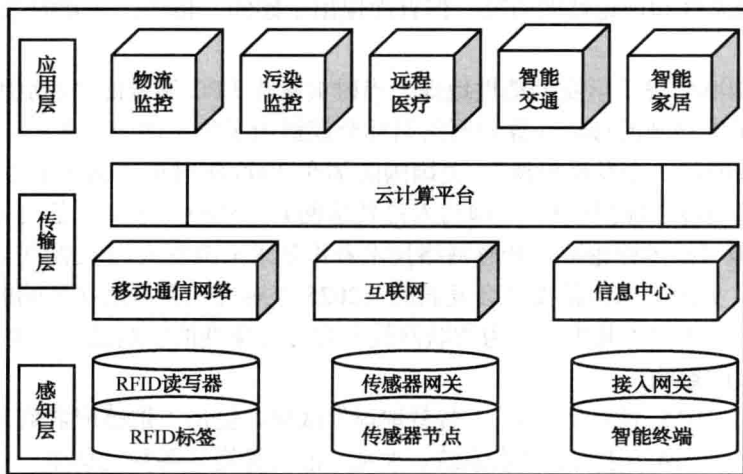 应用层
物流
监控
污染
监控
远程
医疗
智能
交通
智能
家居
传输层
云计算平台
移动通信网络
互联网
信息中心
感知层
RFID读写器
传感器网关
接入网关
RFID标签
传感器节点
智能终端